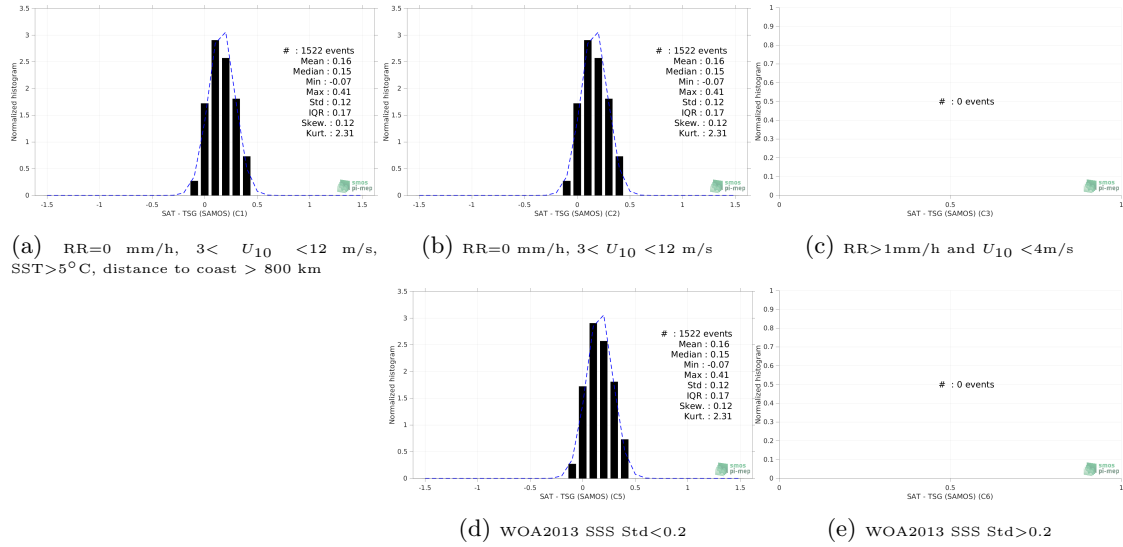 3.5
3
2.5
2
1.5
1
0.5
0
Normalized histogram
# : 1522 events
Mean : 0.16
Median : 0.15
Min : -0.07
Max : 0.41
Std : 0.12
IQR : 0.17
Skew. : 0.12
Kurt. : 2.31
smos
pi-mep
-1.5 -1 -0.5 0 0.5 1 1.5
SAT - TSG (SAMOS) (C1)
(a) RR=0 mm/h, 3< U10 <12 m/s,
SST>5°C, distance to coast > 800 km
3.5
3
2.5
2
1.5
1
0.5
0
Normalized histogram
# : 1522 events
Mean : 0.16
Median : 0.15
Min : -0.07
Max : 0.41
Std : 0.12
IQR : 0.17
Skew. : 0.12
Kurt. : 2.31
smos
pi-mep
-1.5 -1 -0.5 0 0.5 1 1.5
SAT - TSG (SAMOS) (C2)
(b) RR=0 mm/h, 3< U10 <12 m/s
1
0.9
0.8
0.7
0.6
0.5
0.4
0.3
0.2
0.1
0
Normalized histogram
# : 0 events
smos
pi-mep
0 0.5 1
SAT - TSG (SAMOS) (C3)
(c) RR>1mm/h and U10 <4m/s
3.5
3
2.5
2
1.5
1
0.5
0
Normalized histogram
# : 1522 events
Mean : 0.16
Median : 0.15
Min : -0.07
Max : 0.41
Std : 0.12
IQR : 0.17
Skew. : 0.12
Kurt. : 2.31
smos
pi-mep
-1.5 -1 -0.5 0 0.5 1 1.5
SAT - TSG (SAMOS) (C5)
(d) WOA2013 SSS Std<0.2
1
0.9
0.8
0.7
0.6
0.5
0.4
0.3
0.2
0.1
0
Normalized histogram
# : 0 events
smos
pi-mep
0 0.5 1
SAT - TSG (SAMOS) (C6)
(e) WOA2013 SSS Std>0.2